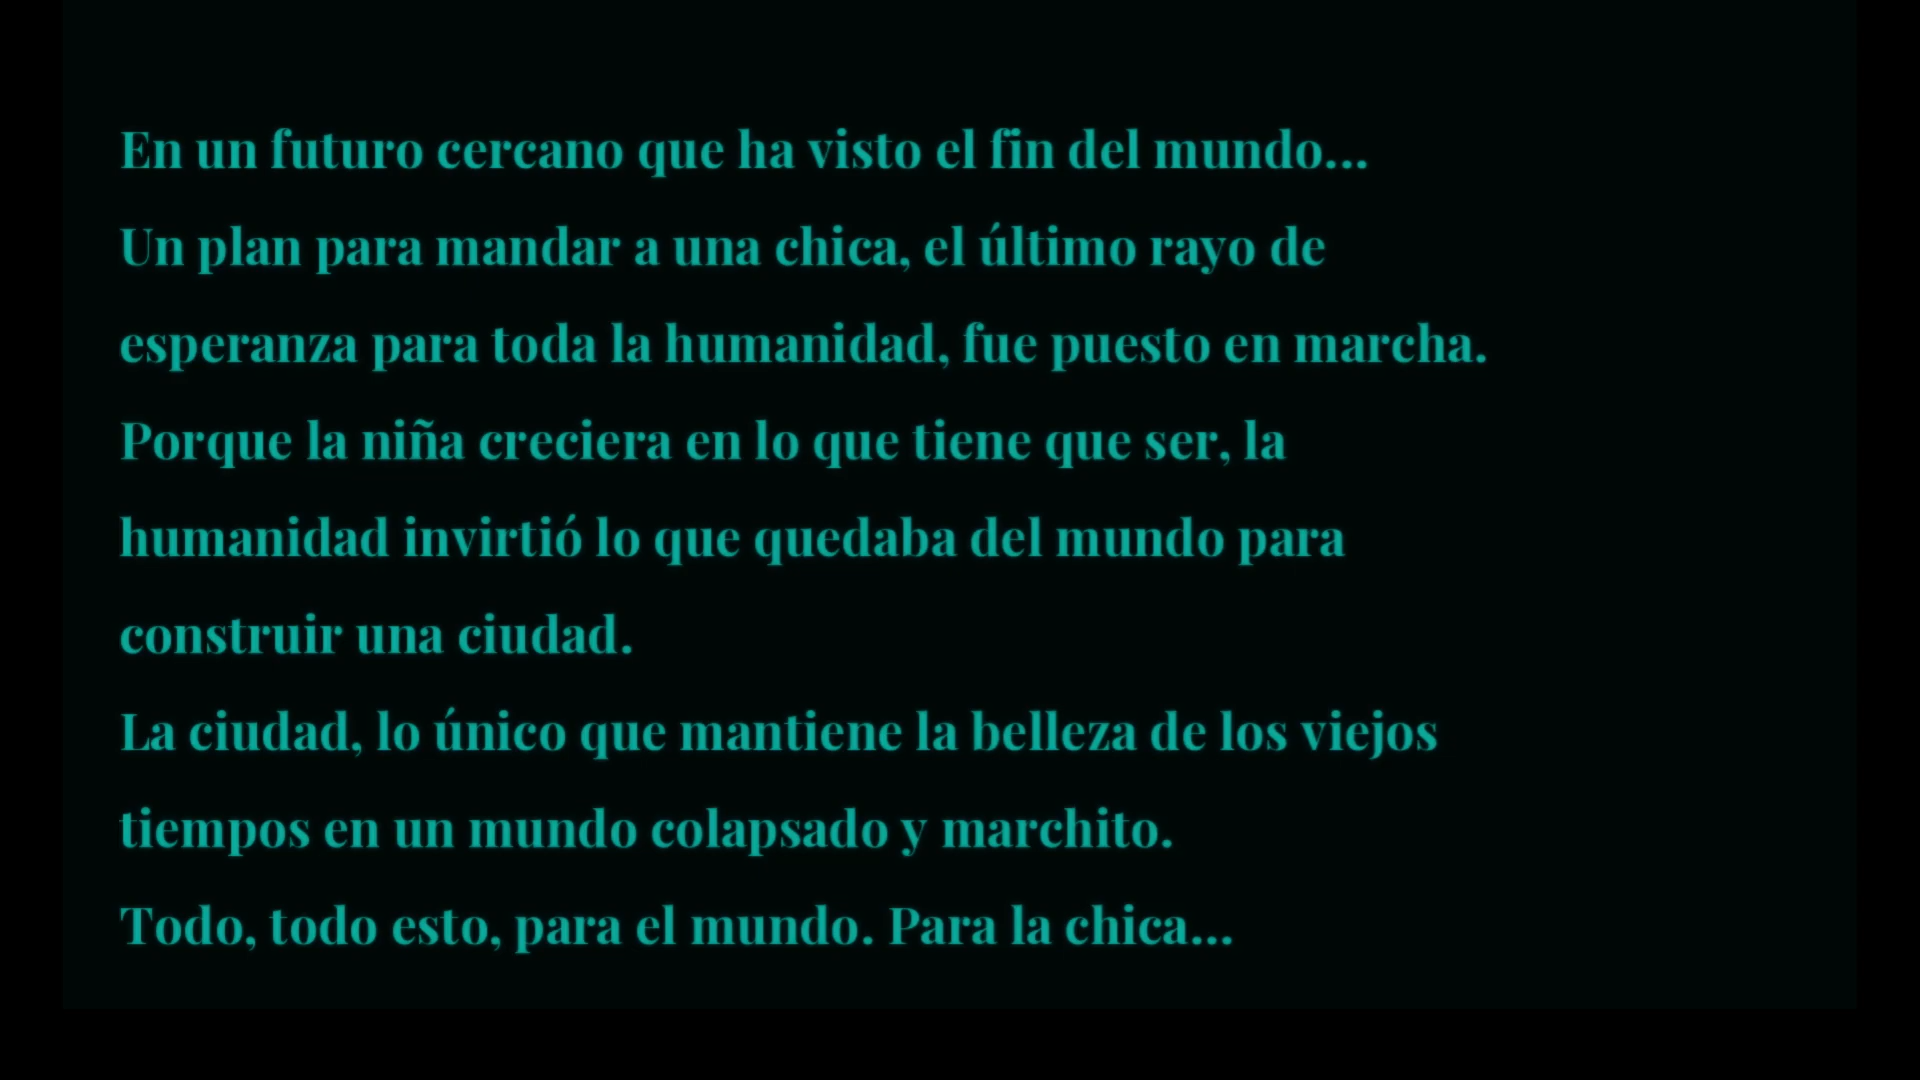 En un futuro cercano que ha visto el fin del mundo...
Un plan para mandar a una chica, el último rayo de
esperanza para toda la humanidad, fue puesto en marcha.
Porque la niña creciera en lo que tiene que ser, la
humanidad invirtió lo que quedaba del mundo para
construir una ciudad.
La ciudad, lo único que mantiene la belleza de los viejos
tiempos en un mundo colapsado y marchito.
Todo, todo esto, para el mundo. Para la chica...